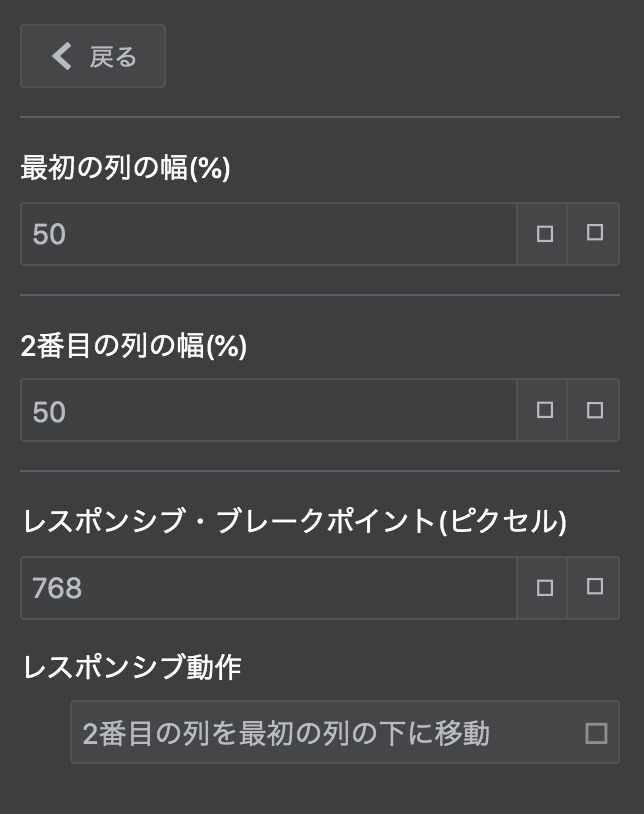 戻る
最初の列の幅(%)
50
2番目の列の幅(%)
50
レスポンシブ・ブレークポイント(ピクセル)
768
レスポンシブ動作
2番目の列を最初の列の下に移動